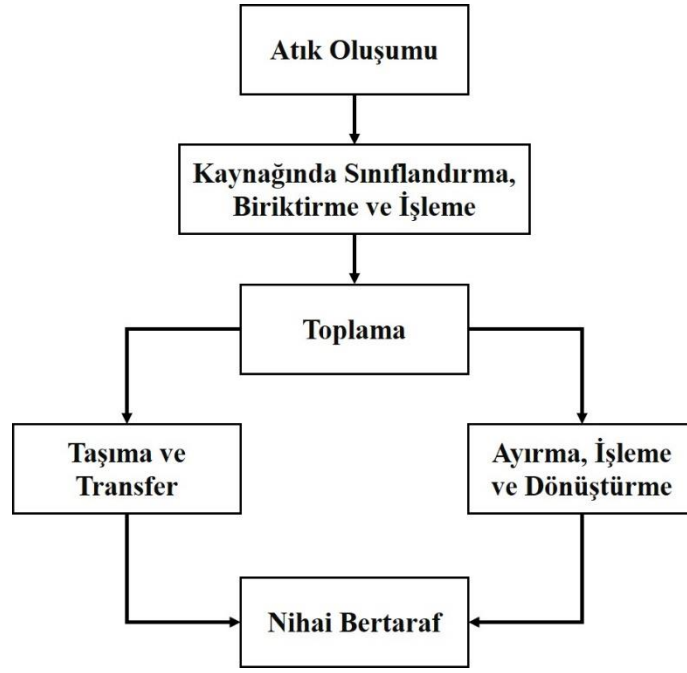 Atık Oluşumu
Kaynağında Sınıflandırma,
Biriktirme ve İşleme
Toplama
Taşıma ve
Transfer
Ayırma, İşleme
ve Dönüştürme
Nihai Bertaraf